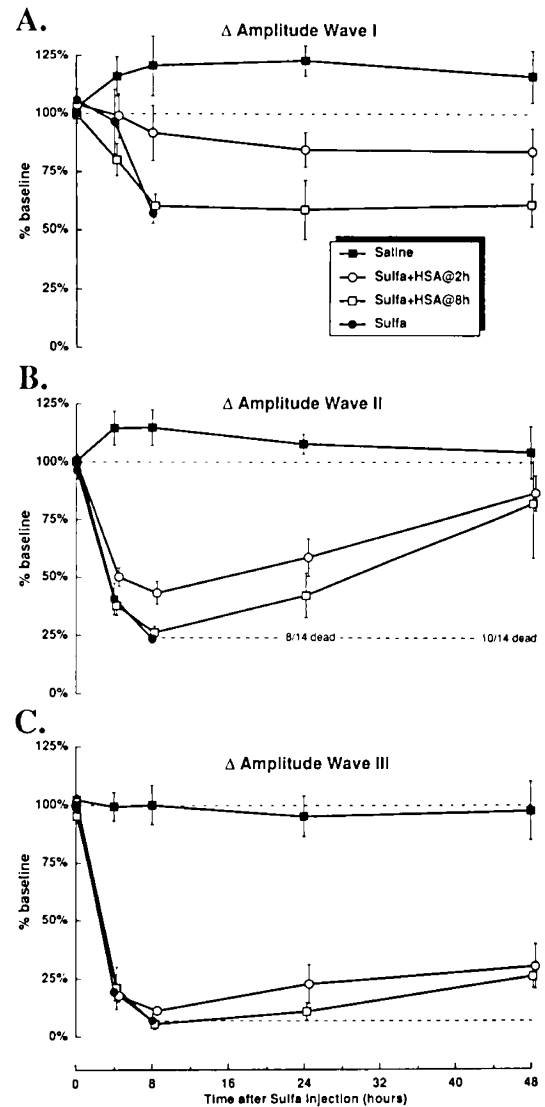 A.
Δ Amplitude Wave I
125%
100%
75%
50%
25%
0%
% baseline
Saline
Sulfa+HSA@2h
Sulfa+HSA@8h
Sulfa
B.
Δ Amplitude Wave II
125%
100%
75%
50%
25%
0%
% baseline
8/14 dead
10/14 dead
C.
Δ Amplitude Wave III
125%
100%
75%
50%
25%
0%
% baseline
0 8 16 24 32 40 48
Time after Sulfa Injection (hours)